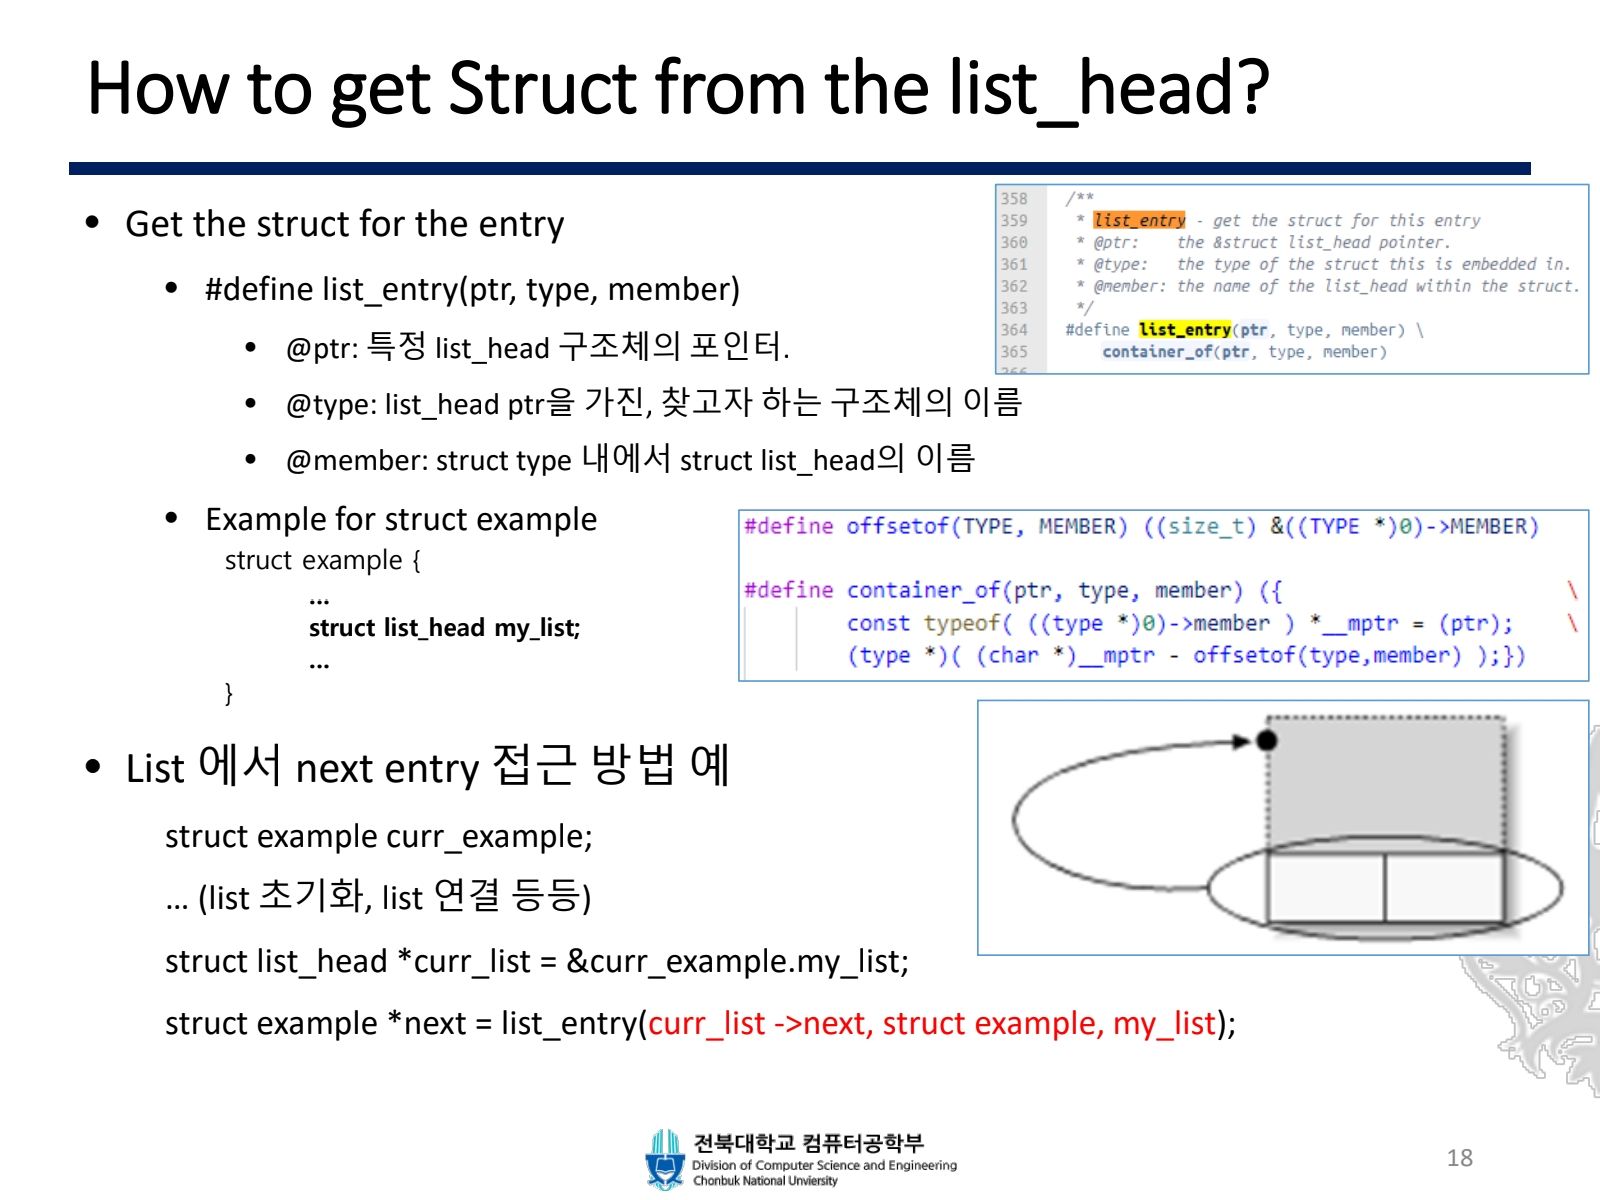 How to get Struct from the list_head?
• Get the struct for the entry
• #define list_entry(ptr, type, member)
• @ptr: 특정 list_head 구조체의 포인터.
• @type: list_head ptr을 가진, 찾고자 하는 구조체의 이름
• @member: struct type 내에서 struct list_head의 이름
358 /**
359 * list_entry - get the struct for this entry
360 * @ptr: the &struct list_head pointer.
361 * @type: the type of the struct this is embedded in.
362 * @member: the name of the list_head within the struct.
363 */
364 #define list_entry(ptr, type, member) \
365 container_of(ptr, type, member)
• Example for struct example
struct example {
...
struct list_head my_list;
...
}
#define offsetof(TYPE, MEMBER) ((size_t) &((TYPE *)0)->MEMBER)
#define container_of(ptr, type, member) ({ \
const typeof( ((type *)0)->member ) *__mptr = (ptr); \
(type *)( (char *)__mptr - offsetof(type,member) );})
• List 에서 next entry 접근 방법 예
struct example curr_example;
... (list 초기화, list 연결 등등)
struct list_head *curr_list = &curr_example.my_list;
struct example *next = list_entry(curr_list ->next, struct example, my_list);
전북대학교 컴퓨터공학부
Division of Computer Science and Engineering
Chonbuk National Unviersity
18